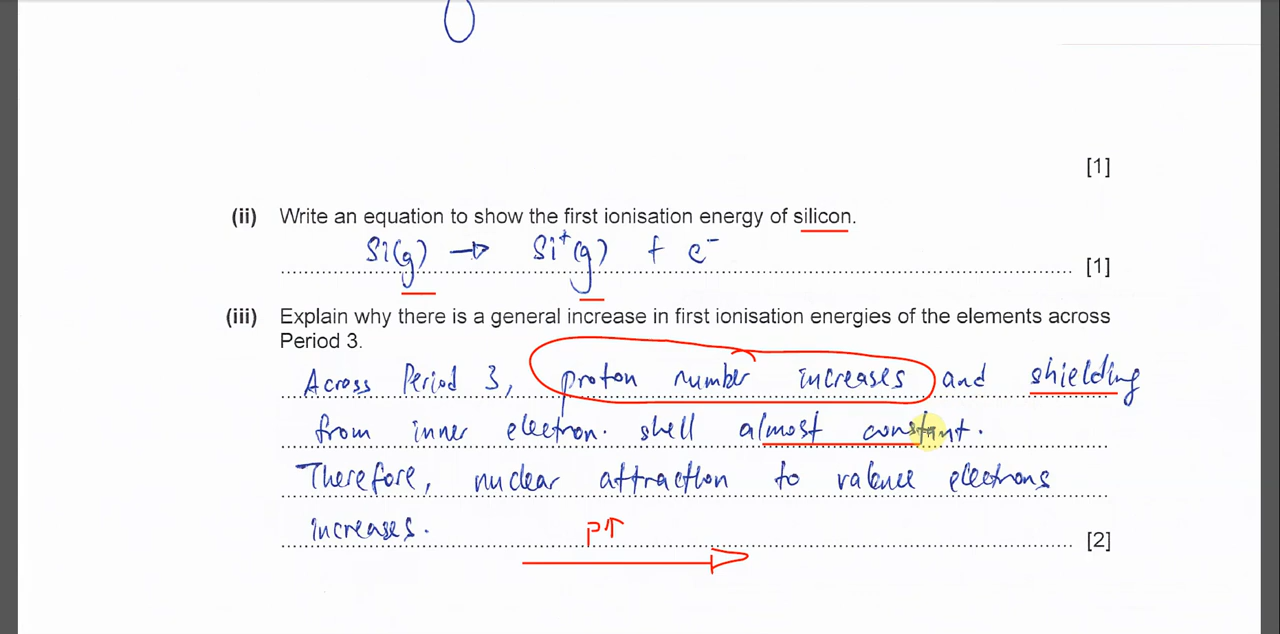 [1]
(ii) Write an equation to show the first ionisation energy of silicon.
Si(g) → Si⁺(g) + e⁻
[1]
(iii) Explain why there is a general increase in first ionisation energies of the elements across
Period 3.
Across Period 3, proton number increases and shielding
from inner electron. shell almost constant.
Therefore, nuclear attraction to valence electrons
increases.
p↑
[2]